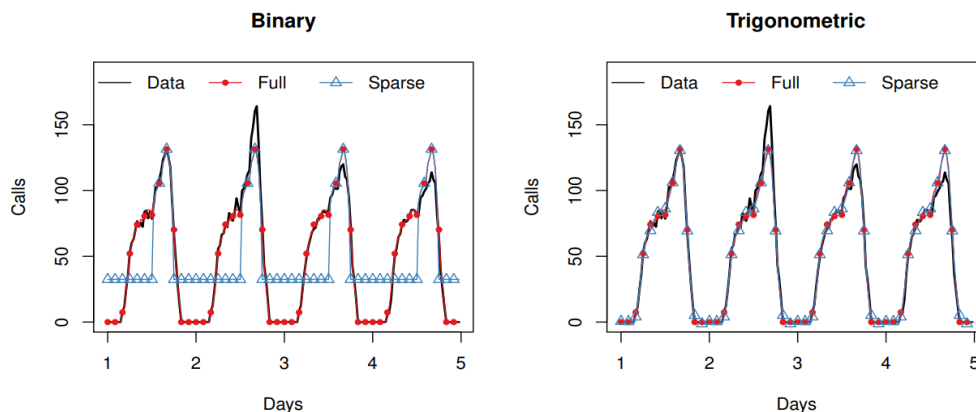 Binary
Data Full Sparse
Calls
150
100
50
0
1 2 3 4 5
Days
Trigonometric
Data Full Sparse
Calls
150
100
50
0
1 2 3 4 5
Days